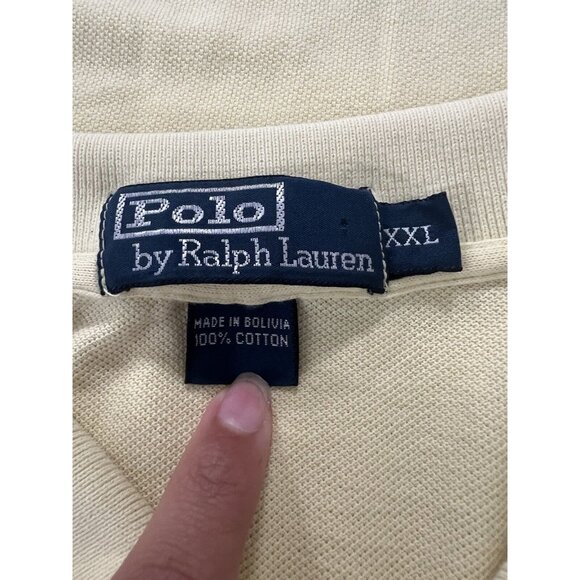 Polo
by Ralph Lauren
XXL
MADE IN BOLIVIA
100% COTTON